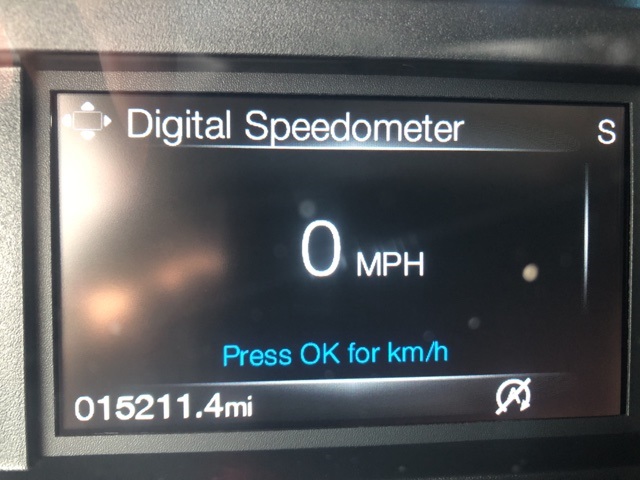 Digital Speedometer
S
0 MPH
Press OK for km/h
015211.4mi
A